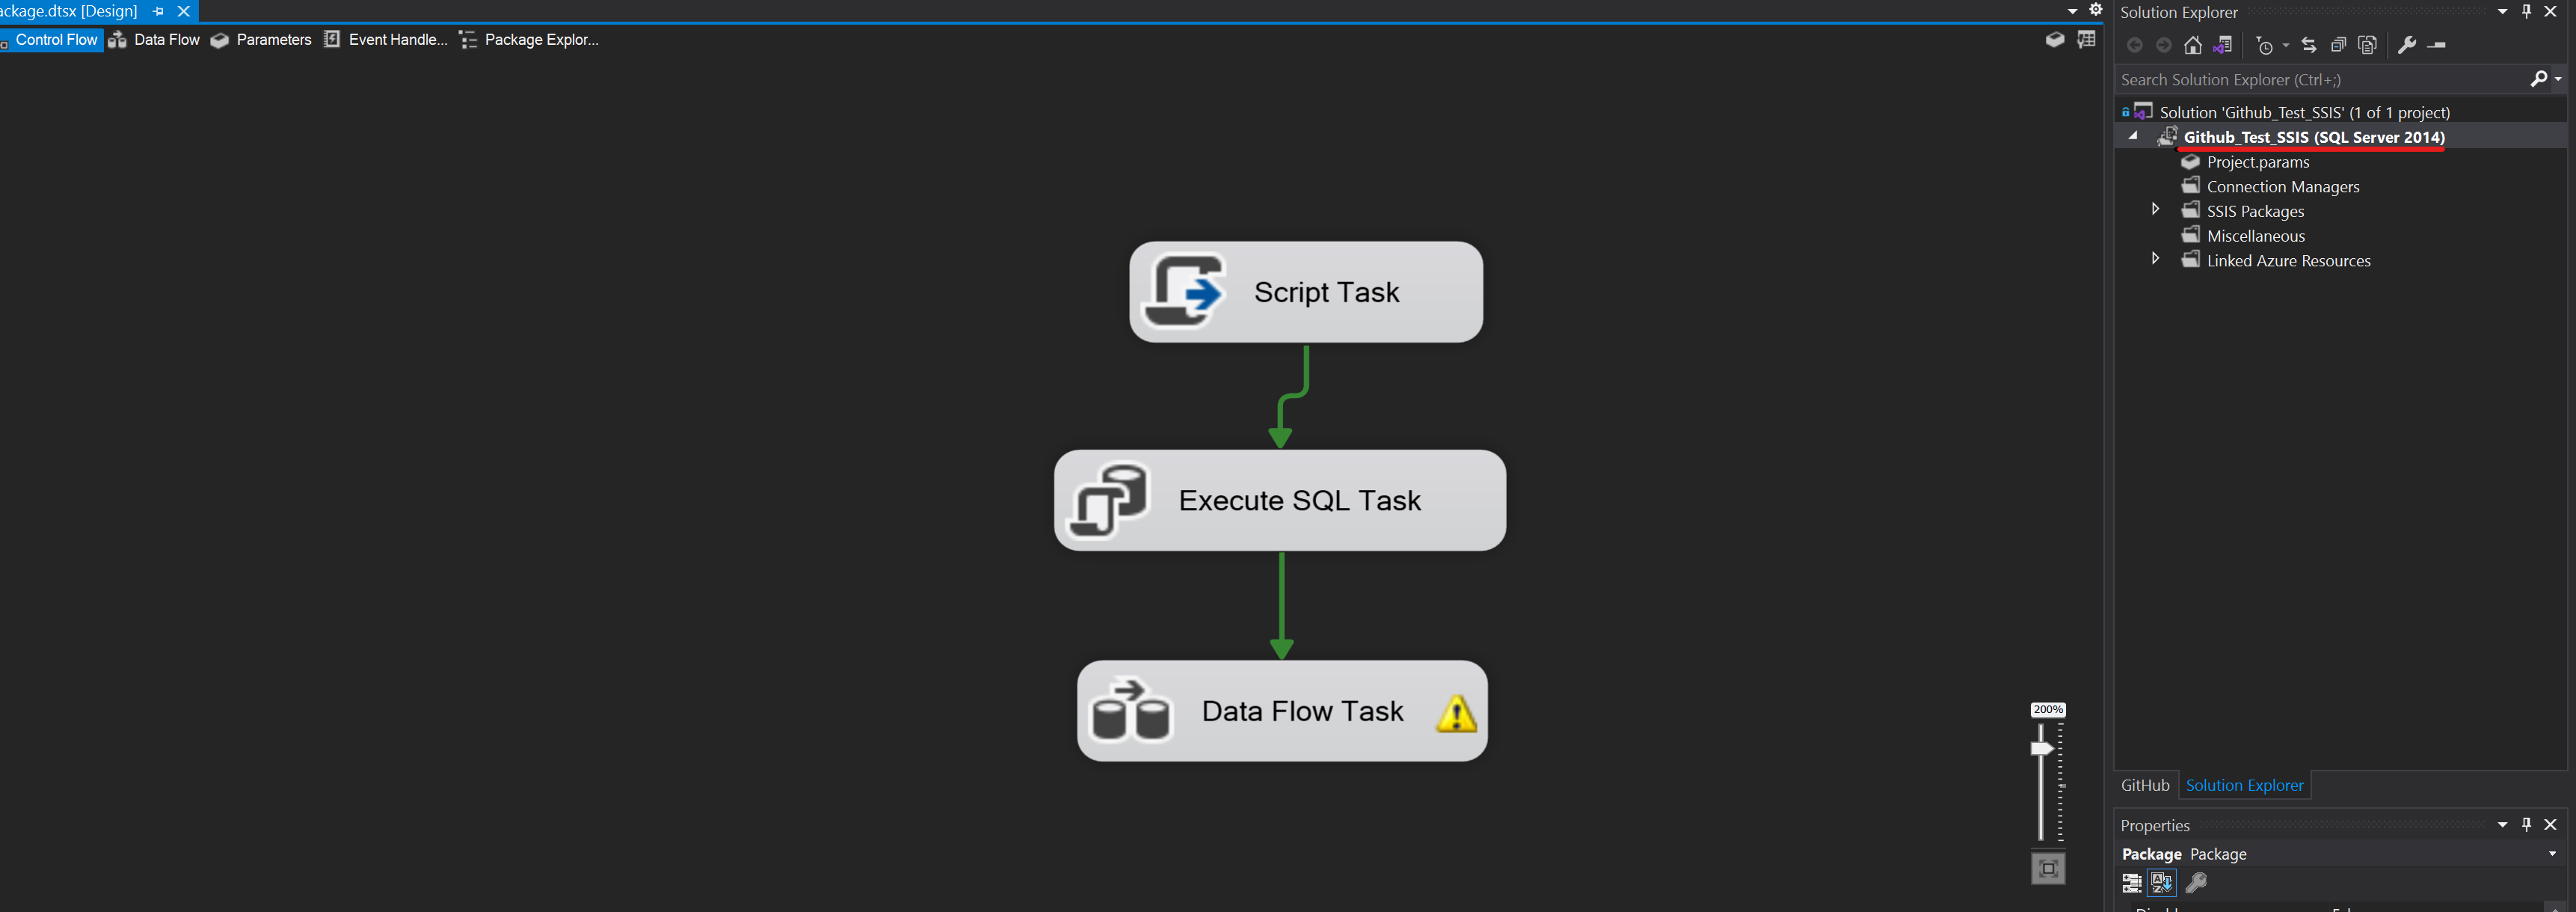 ackage.dtsx [Design]
Control Flow Data Flow Parameters Event Handle... Package Explor...
Script Task
Execute SQL Task
Data Flow Task
200%
Solution Explorer
Search Solution Explorer (Ctrl+;)
Solution 'Github_Test_SSIS' (1 of 1 project)
Github_Test_SSIS (SQL Server 2014)
Project.params
Connection Managers
SSIS Packages
Miscellaneous
Linked Azure Resources
GitHub Solution Explorer
Properties
Package Package